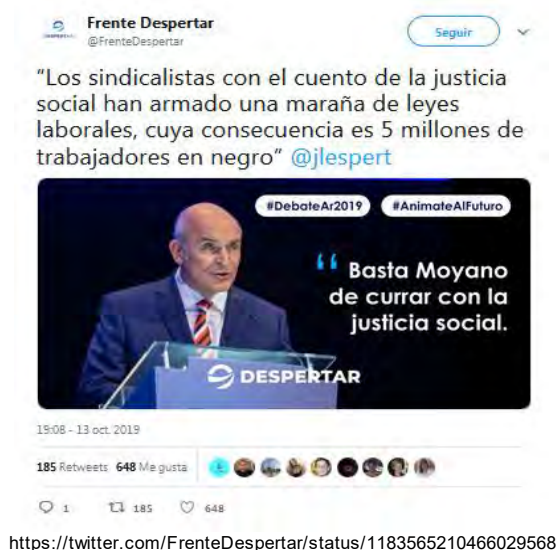 Frente Despertar
@FrenteDespertar
Seguir
“Los sindicalistas con el cuento de la justicia
social han armado una maraña de leyes
laborales, cuya consecuencia es 5 millones de
trabajadores en negro” @jlespert
#DebateAr2019 #AnimateAlFuturo
“ Basta Moyano
de currar con la
justicia social.
DESPERTAR
19:08 - 13 oct. 2019
185 Retweets 648 Me gusta
1 185 648
https://twitter.com/FrenteDespertar/status/1183565210466029568